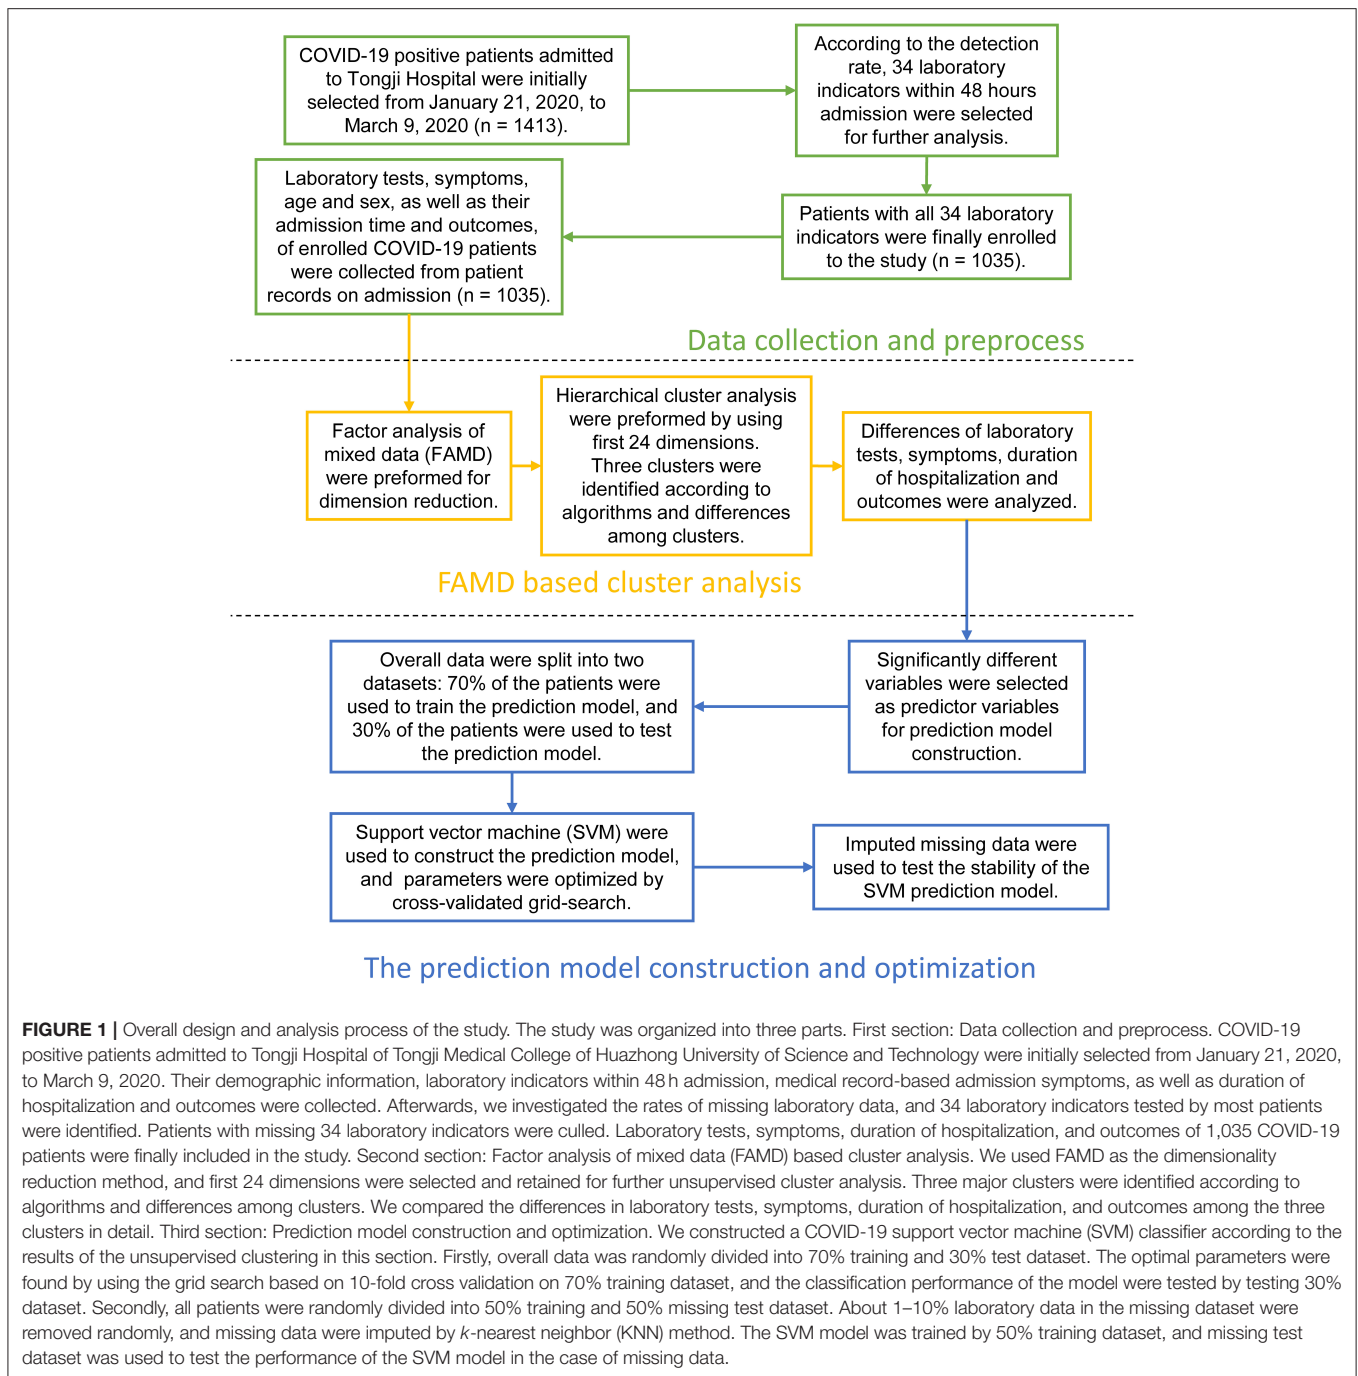 COVID-19 positive patients admitted
to Tongji Hospital were initially
selected from January 21, 2020, to
March 9, 2020 (n = 1413).
According to the detection
rate, 34 laboratory
indicators within 48 hours
admission were selected
for further analysis.
Patients with all 34 laboratory
indicators were finally enrolled
to the study (n = 1035).
Laboratory tests, symptoms,
age and sex, as well as their
admission time and outcomes,
of enrolled COVID-19 patients
were collected from patient
records on admission (n = 1035).
Data collection and preprocess
Factor analysis of
mixed data (FAMD)
were preformed for
dimension reduction.
Hierarchical cluster analysis
were preformed by using
first 24 dimensions.
Three clusters were
identified according to
algorithms and differences
among clusters.
Differences of laboratory
tests, symptoms, duration
of hospitalization and
outcomes were analyzed.
FAMD based cluster analysis
Significantly different
variables were selected
as predictor variables
for prediction model
construction.
Overall data were split into two
datasets: 70% of the patients were
used to train the prediction model, and
30% of the patients were used to test
the prediction model.
Support vector machine (SVM) were
used to construct the prediction model,
and parameters were optimized by
cross-validated grid-search.
Imputed missing data were
used to test the stability of the
SVM prediction model.
The prediction model construction and optimization
FIGURE 1 | Overall design and analysis process of the study. The study was organized into three parts. First section: Data collection and preprocess. COVID-19
positive patients admitted to Tongji Hospital of Tongji Medical College of Huazhong University of Science and Technology were initially selected from January 21, 2020,
to March 9, 2020. Their demographic information, laboratory indicators within 48 h admission, medical record-based admission symptoms, as well as duration of
hospitalization and outcomes were collected. Afterwards, we investigated the rates of missing laboratory data, and 34 laboratory indicators tested by most patients
were identified. Patients with missing 34 laboratory indicators were culled. Laboratory tests, symptoms, duration of hospitalization, and outcomes of 1,035 COVID-19
patients were finally included in the study. Second section: Factor analysis of mixed data (FAMD) based cluster analysis. We used FAMD as the dimensionality
reduction method, and first 24 dimensions were selected and retained for further unsupervised cluster analysis. Three major clusters were identified according to
algorithms and differences among clusters. We compared the differences in laboratory tests, symptoms, duration of hospitalization, and outcomes among the three
clusters in detail. Third section: Prediction model construction and optimization. We constructed a COVID-19 support vector machine (SVM) classifier according to the
results of the unsupervised clustering in this section. Firstly, overall data was randomly divided into 70% training and 30% test dataset. The optimal parameters were
found by using the grid search based on 10-fold cross validation on 70% training dataset, and the classification performance of the model were tested by testing 30%
dataset. Secondly, all patients were randomly divided into 50% training and 50% missing test dataset. About 1–10% laboratory data in the missing dataset were
removed randomly, and missing data were imputed by k-nearest neighbor (KNN) method. The SVM model was trained by 50% training dataset, and missing test
dataset was used to test the performance of the SVM model in the case of missing data.